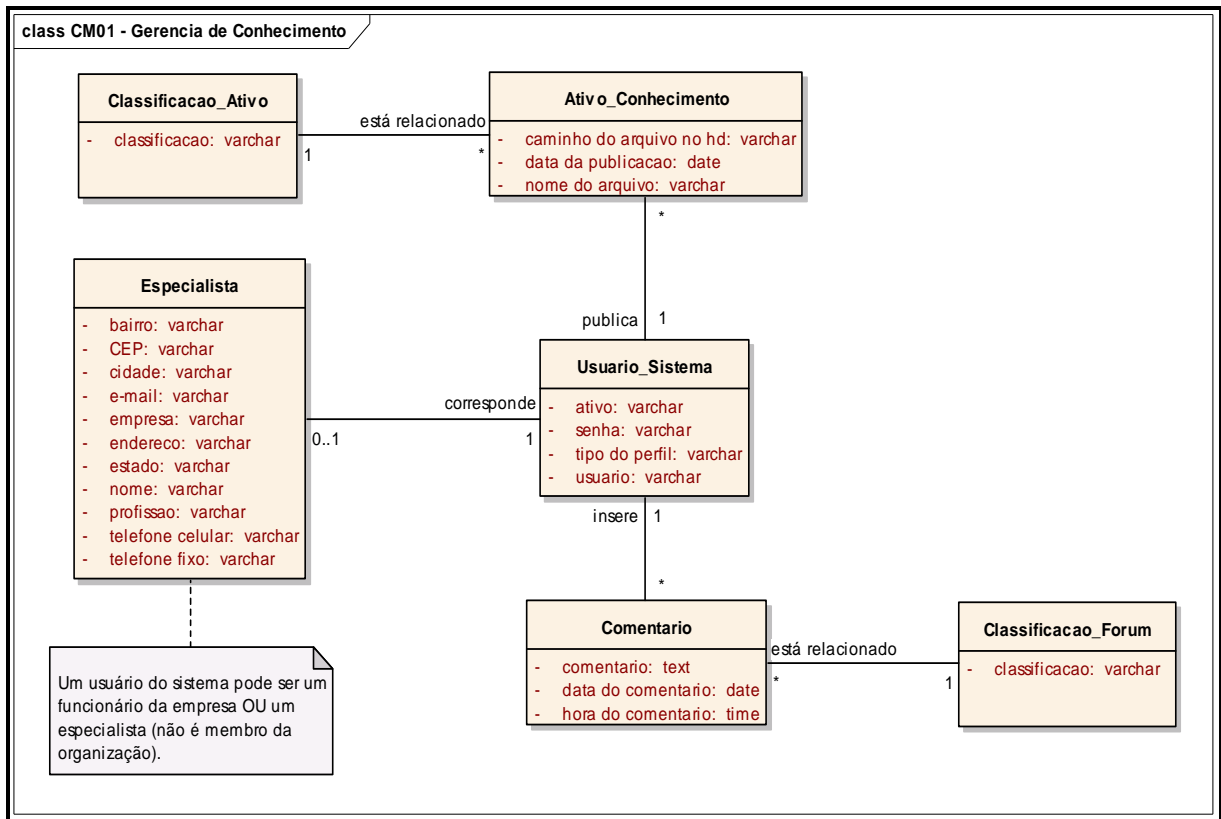 class CM01 - Gerencia de Conhecimento
Classificacao_Ativo
- classificacao: varchar
está relacionado
1
*
Ativo_Conhecimento
- caminho do arquivo no hd: varchar
- data da publicacao: date
- nome do arquivo: varchar
*
publica
1
Especialista
- bairro: varchar
- CEP: varchar
- cidade: varchar
- e-mail: varchar
- empresa: varchar
- endereco: varchar
- estado: varchar
- nome: varchar
- profissao: varchar
- telefone celular: varchar
- telefone fixo: varchar
corresponde
0..1
1
Usuario_Sistema
- ativo: varchar
- senha: varchar
- tipo do perfil: varchar
- usuario: varchar
insere
1
*
Comentario
- comentario: text
- data do comentario: date
- hora do comentario: time
está relacionado
*
1
Classificacao_Forum
- classificacao: varchar
Um usuário do sistema pode ser um
funcionário da empresa OU um
especialista (não é membro da
organização).